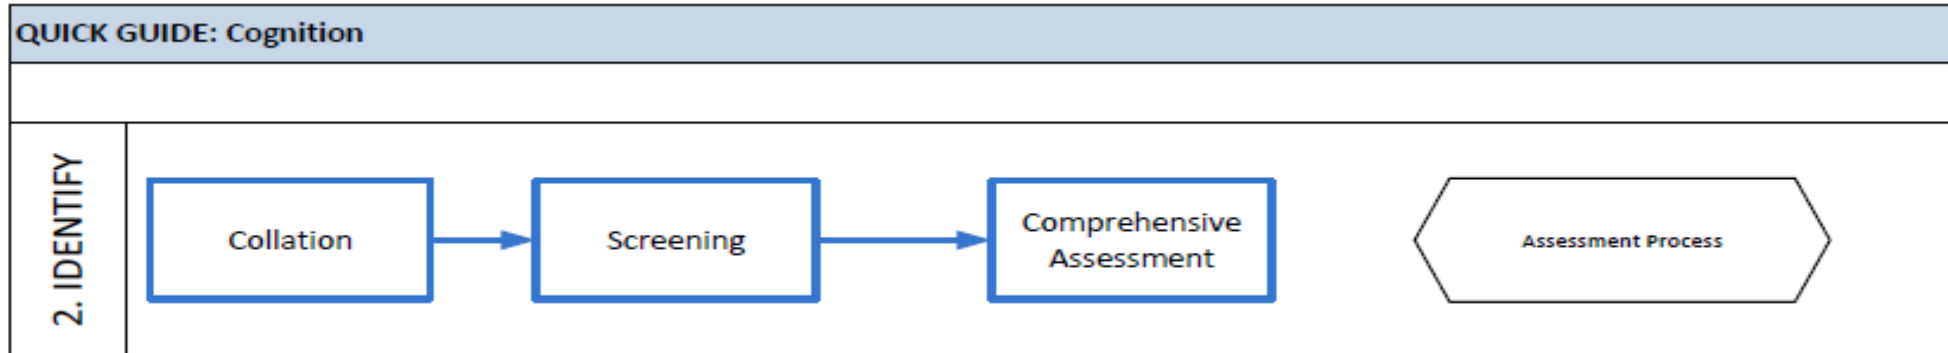 QUICK GUIDE: Cognition
2. IDENTIFY
Collation
Screening
Comprehensive
Assessment
Assessment Process